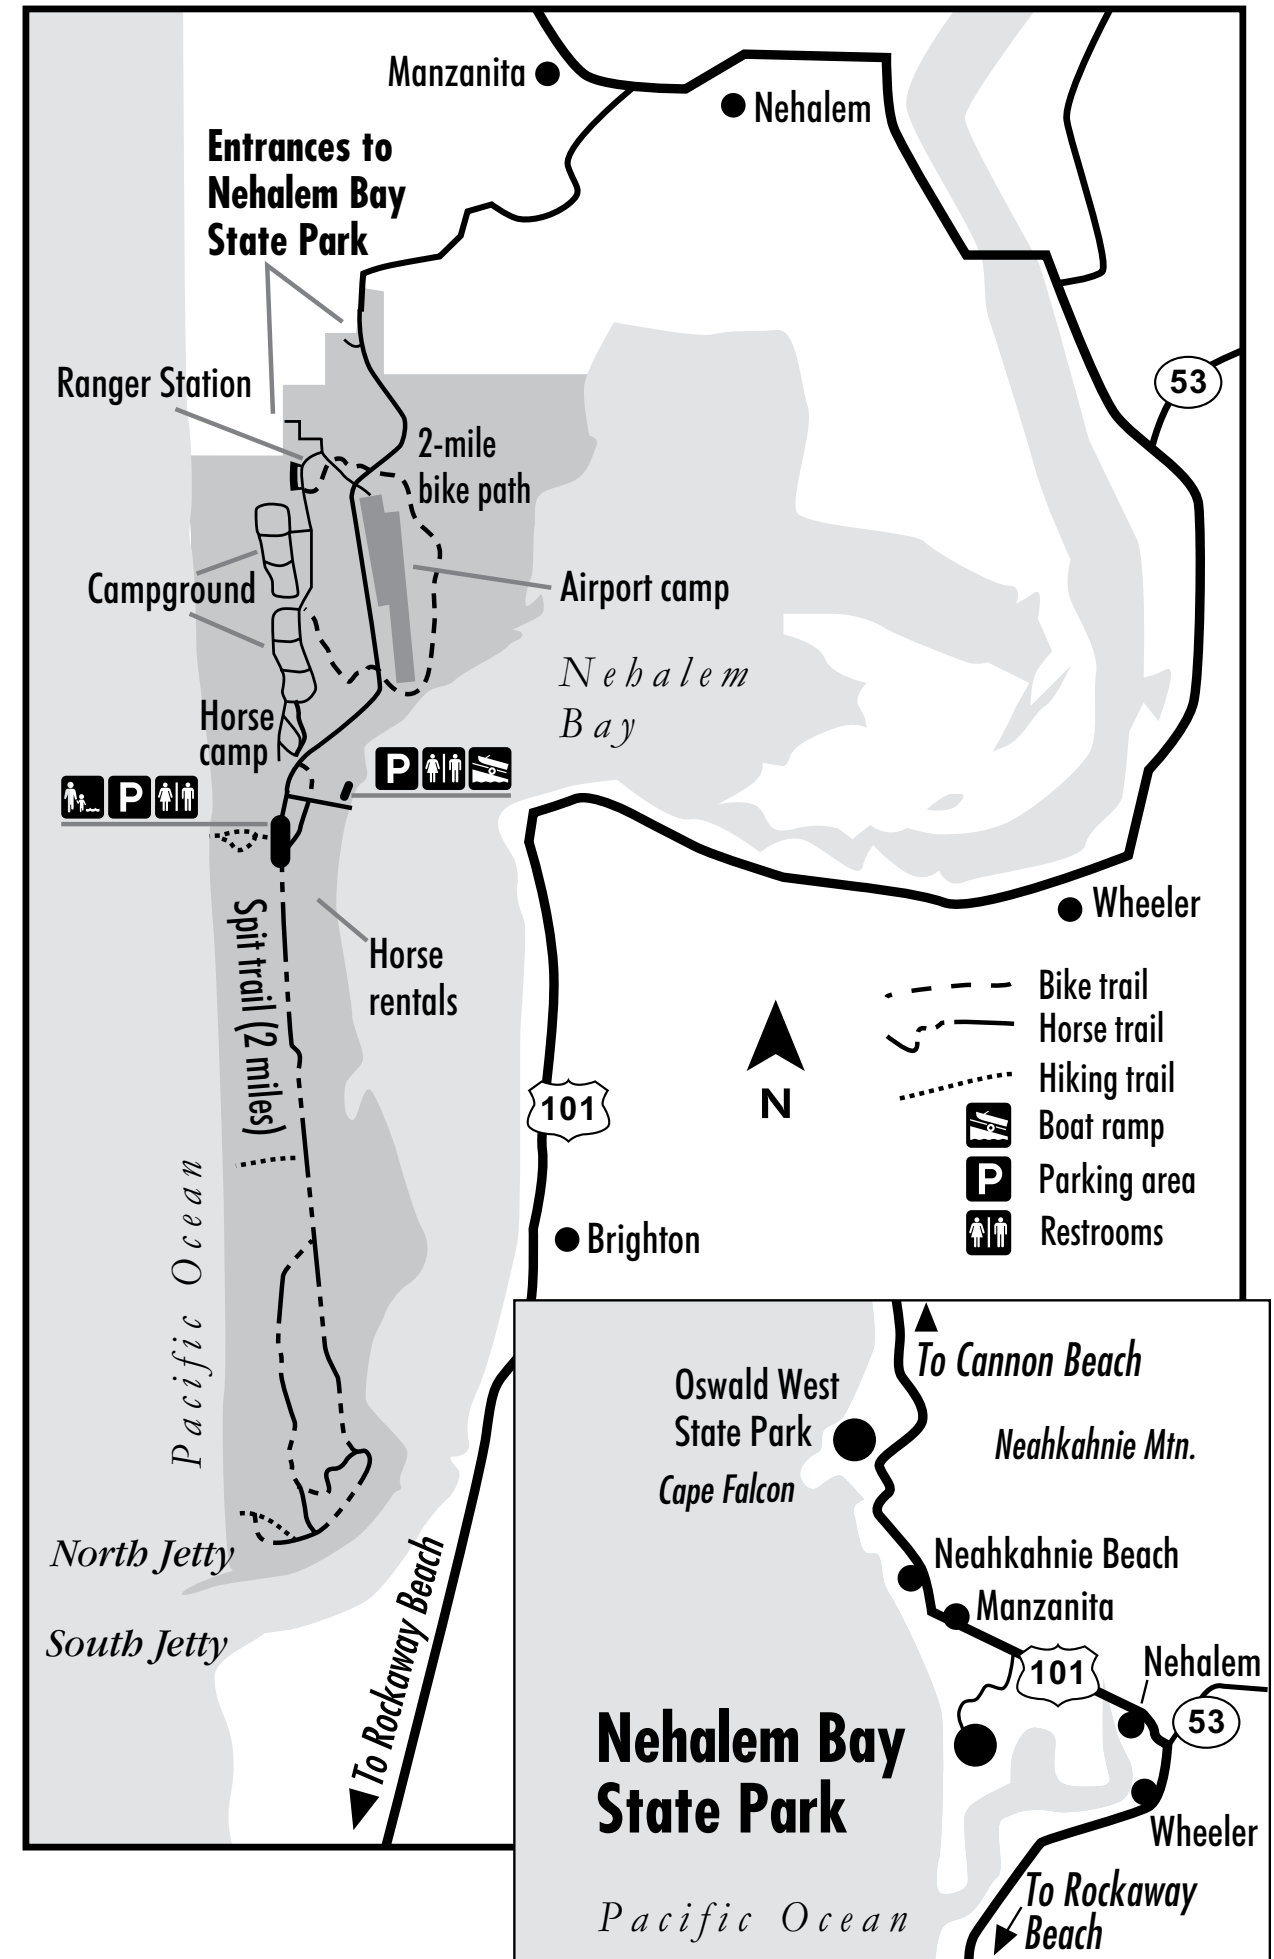 Manzanita
Nehalem
Entrances to
Nehalem Bay
State Park
Ranger Station
53
2-mile
bike path
Campground
Airport camp
Nehalem
Bay
Horse
camp
P
P
Wheeler
Spit trail (2 miles)
Horse
rentals
Bike trail
Horse trail
Hiking trail
Boat ramp
P
Parking area
Restrooms
N
101
Pacific Ocean
Brighton
North Jetty
South Jetty
To Rockaway Beach
To Cannon Beach
Oswald West
State Park
Neahkahnie Mtn.
Cape Falcon
Neahkahnie Beach
Manzanita
101
Nehalem
53
Nehalem Bay
State Park
Wheeler
To Rockaway
Beach
Pacific Ocean